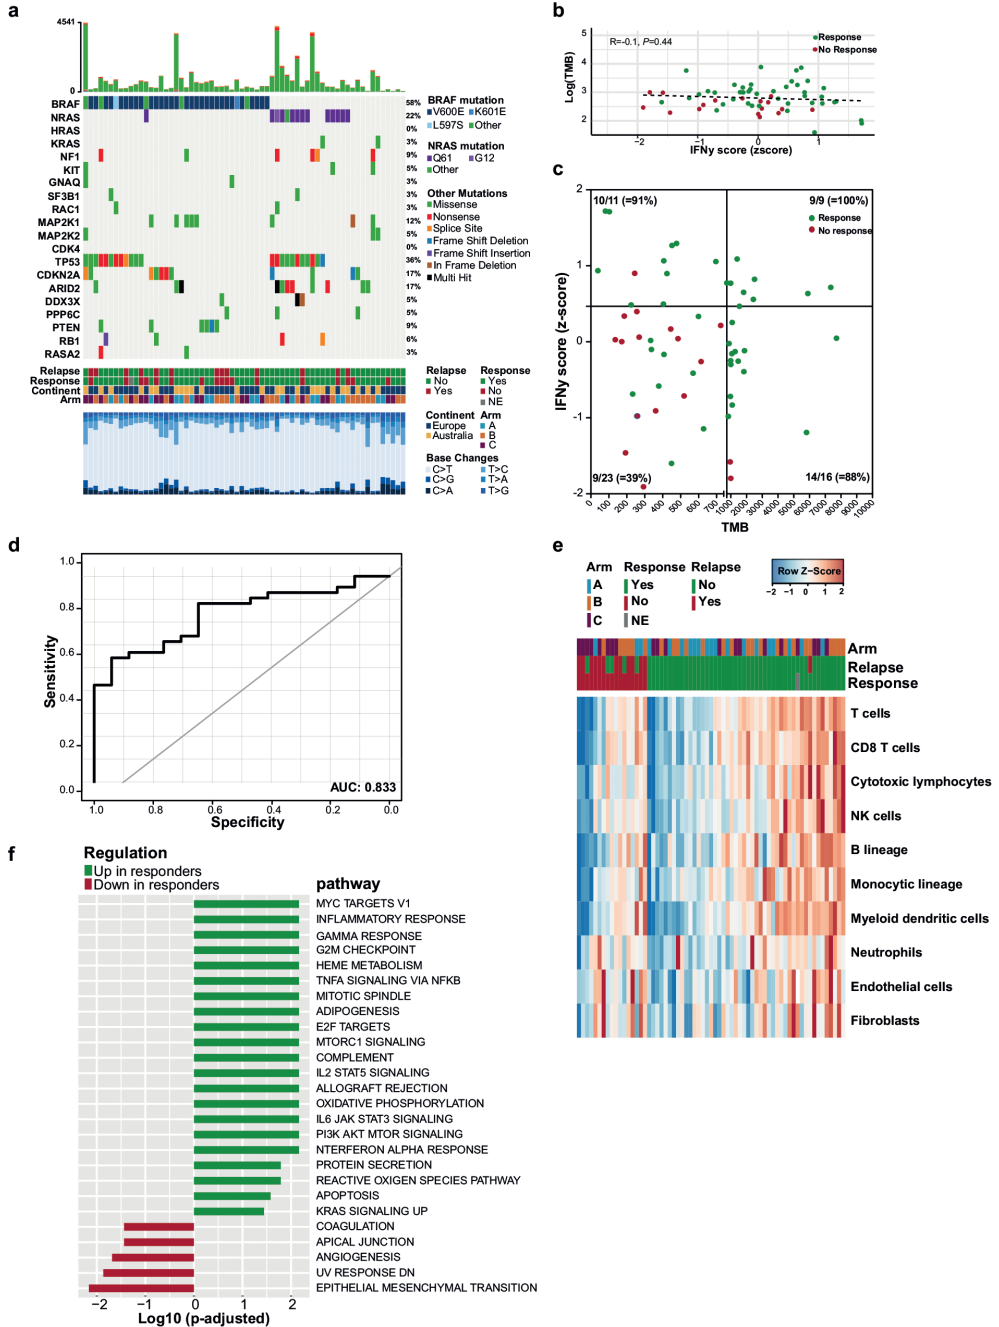 a
4541
0
BRAF 58%
NRAS 22%
HRAS 0%
KRAS 3%
NF1 9%
KIT 5%
GNAQ 3%
SF3B1 3%
RAC1 3%
MAP2K1 12%
MAP2K2 5%
CDK4 0%
TP53 36%
CDKN2A 17%
ARID2 17%
DDX3X 5%
PPP6C 5%
PTEN 9%
RB1 6%
RASA2 3%
Relapse
Response
Continent
Arm
BRAF mutation
V600E K601E
L597S Other
NRAS mutation
Q61 G12
Other
Other Mutations
Missense
Nonsense
Splice Site
Frame Shift Deletion
Frame Shift Insertion
In Frame Deletion
Multi Hit
Relapse Response
No Yes
Yes No
NE
Continent Arm
Europe A
Australia B
C
Base Changes
C>T T>C
C>G T>A
C>A T>G
b
R=-0.1, P=0.44
Response
No Response
Log(TMB)
5
4
3
2
-2 -1 0 1
IFNy score (zscore)
c
10/11 (=91%) 9/9 (=100%)
Response
No response
9/23 (=39%) 14/16 (=88%)
IFNy score (z-score)
2
1
0
-1
-2
0 100 200 300 400 500 600 700 1000 2000 3000 4000 5000 6000 7000 8000 9000 10000
TMB
d
Sensitivity
1.0
0.8
0.6
0.4
0.2
0.0
AUC: 0.833
1.0 0.8 0.6 0.4 0.2 0.0
Specificity
e
Arm Response Relapse
A Yes No
B No Yes
C NE
Row Z-Score
-2 -1 0 1 2
Arm
Relapse
Response
T cells
CD8 T cells
Cytotoxic lymphocytes
NK cells
B lineage
Monocytic lineage
Myeloid dendritic cells
Neutrophils
Endothelial cells
Fibroblasts
f
Regulation
Up in responders
Down in responders
pathway
MYC TARGETS V1
INFLAMMATORY RESPONSE
GAMMA RESPONSE
G2M CHECKPOINT
HEME METABOLISM
TNFA SIGNALING VIA NFKB
MITOTIC SPINDLE
ADIPOGENESIS
E2F TARGETS
MTORC1 SIGNALING
COMPLEMENT
IL2 STAT5 SIGNALING
ALLOGRAFT REJECTION
OXIDATIVE PHOSPHORYLATION
IL6 JAK STAT3 SIGNALING
PI3K AKT MTOR SIGNALING
NTERFERON ALPHA RESPONSE
PROTEIN SECRETION
REACTIVE OXIGEN SPECIES PATHWAY
APOPTOSIS
KRAS SIGNALING UP
COAGULATION
APICAL JUNCTION
ANGIOGENESIS
UV RESPONSE DN
EPITHELIAL MESENCHYMAL TRANSITION
-2 -1 0 1 2
Log10 (p-adjusted)